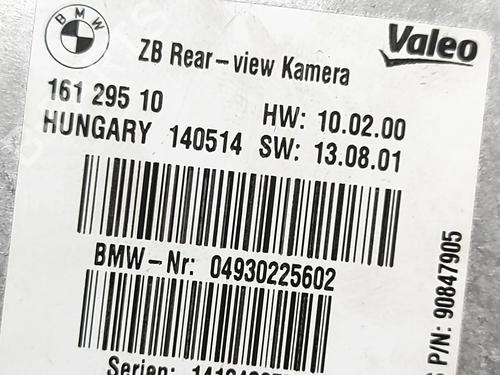 BMW
Valeo
ZB Rear-view Kamera
161 295 10 HW: 10.02.00
HUNGARY 140514 SW: 13.08.01
BMW-Nr: 04930225602
P/N: 90847905
Serien: